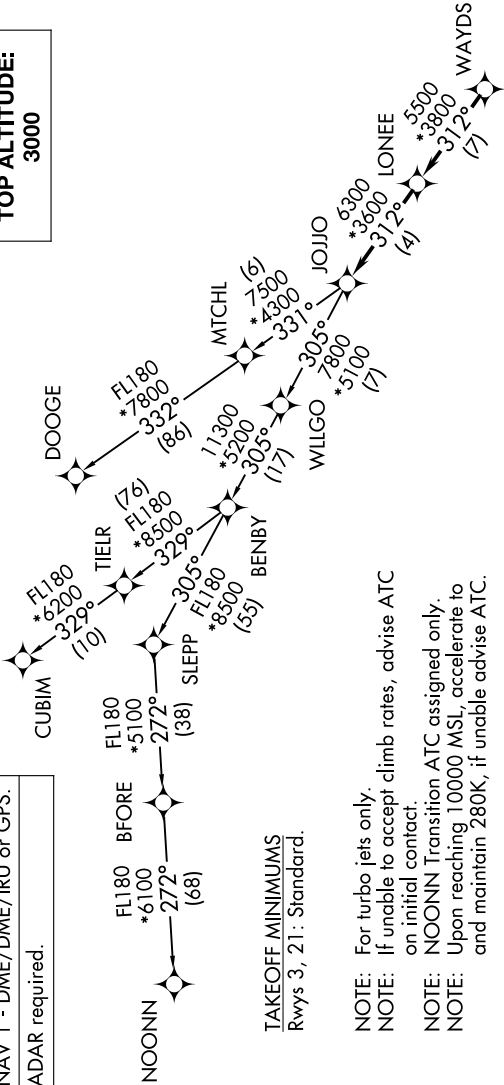 TOP ALTITUDE:
3000
WAYDS
5500
*3800
312°
(7)
LONEE
6300
*3600
312°
(4)
JOJJO
(6)
7500
*4300
331°
MTCHL
FL180
*7800
332°
(86)
DOOGE
305°
7800
*5100
(7)
WLLGO
11300
*5200
305°
(17)
BENBY
(76)
FL180
*8500
329°
TIELR
FL180
*6200
329°
(10)
CUBIM
305°
FL180
*8500
(55)
SLEPP
FL180
*5100
272°
(38)
BFORE
FL180
*6100
272°
(68)
NOONN
NAV 1 - DME/DME/IRU or GPS.
ADAR required.
TAKEOFF MINIMUMS
Rwys 3, 21: Standard.
NOTE: For turbo jets only.
NOTE: If unable to accept climb rates, advise ATC
on initial contact.
NOTE: NOONN Transition ATC assigned only.
NOTE: Upon reaching 10000 MSL, accelerate to
and maintain 280K, if unable advise ATC.